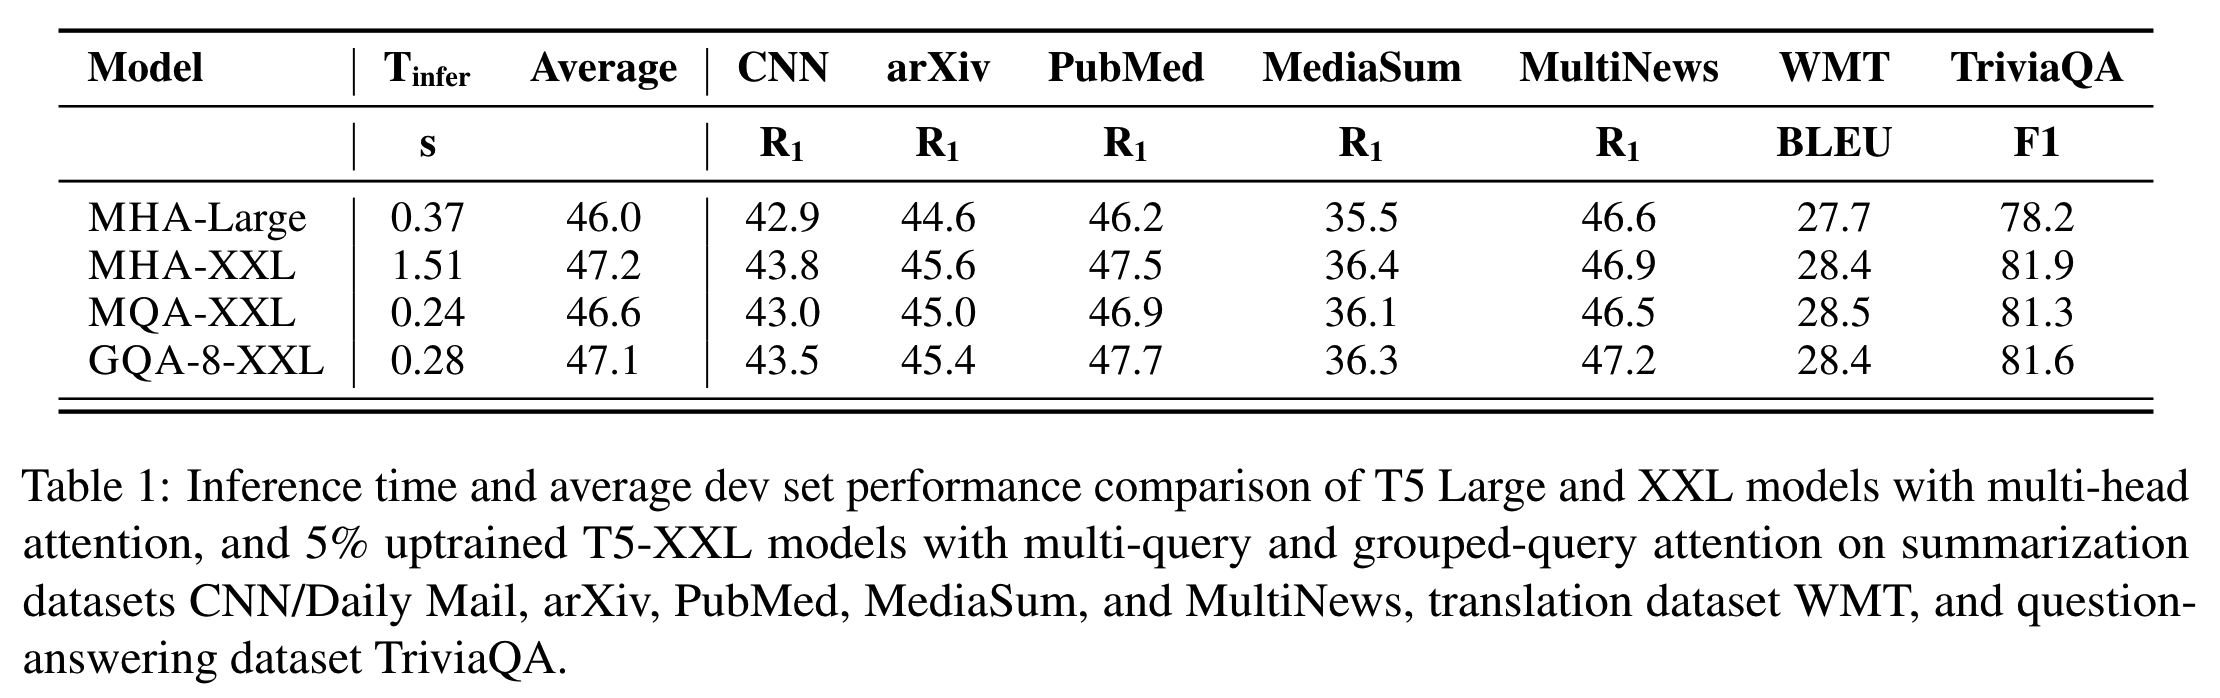 Model T_infer Average CNN arXiv PubMed MediaSum MultiNews WMT TriviaQA
s R_1 R_1 R_1 R_1 R_1 BLEU F1
MHA-Large 0.37 46.0 42.9 44.6 46.2 35.5 46.6 27.7 78.2
MHA-XXL 1.51 47.2 43.8 45.6 47.5 36.4 46.9 28.4 81.9
MQA-XXL 0.24 46.6 43.0 45.0 46.9 36.1 46.5 28.5 81.3
GQA-8-XXL 0.28 47.1 43.5 45.4 47.7 36.3 47.2 28.4 81.6
Table 1: Inference time and average dev set performance comparison of T5 Large and XXL models with multi-head
attention, and 5% uptrained T5-XXL models with multi-query and grouped-query attention on summarization
datasets CNN/Daily Mail, arXiv, PubMed, MediaSum, and MultiNews, translation dataset WMT, and question-
answering dataset TriviaQA.